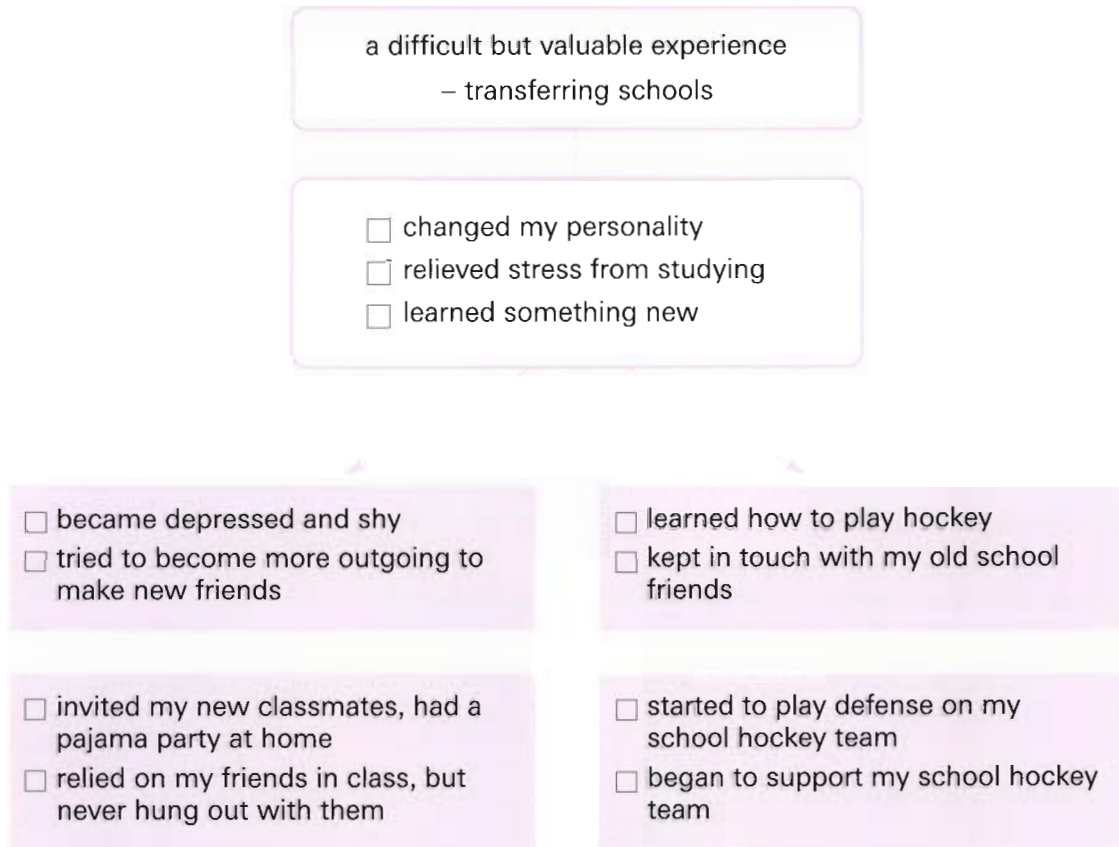 a difficult but valuable experience
– transferring schools
changed my personality
relieved stress from studying
learned something new
became depressed and shy
tried to become more outgoing to
make new friends
learned how to play hockey
kept in touch with my old school
friends
invited my new classmates, had a
pajama party at home
relied on my friends in class, but
never hung out with them
started to play defense on my
school hockey team
began to support my school hockey
team